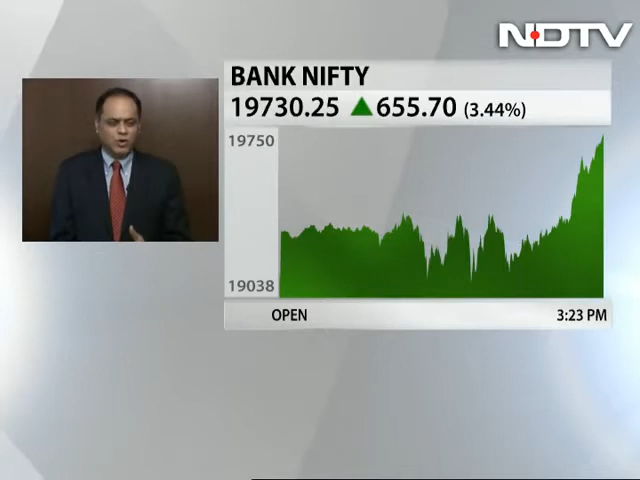 NDTV
BANK NIFTY
19730.25 ▲ 655.70 (3.44%)
19750
19038
OPEN 3:23 PM